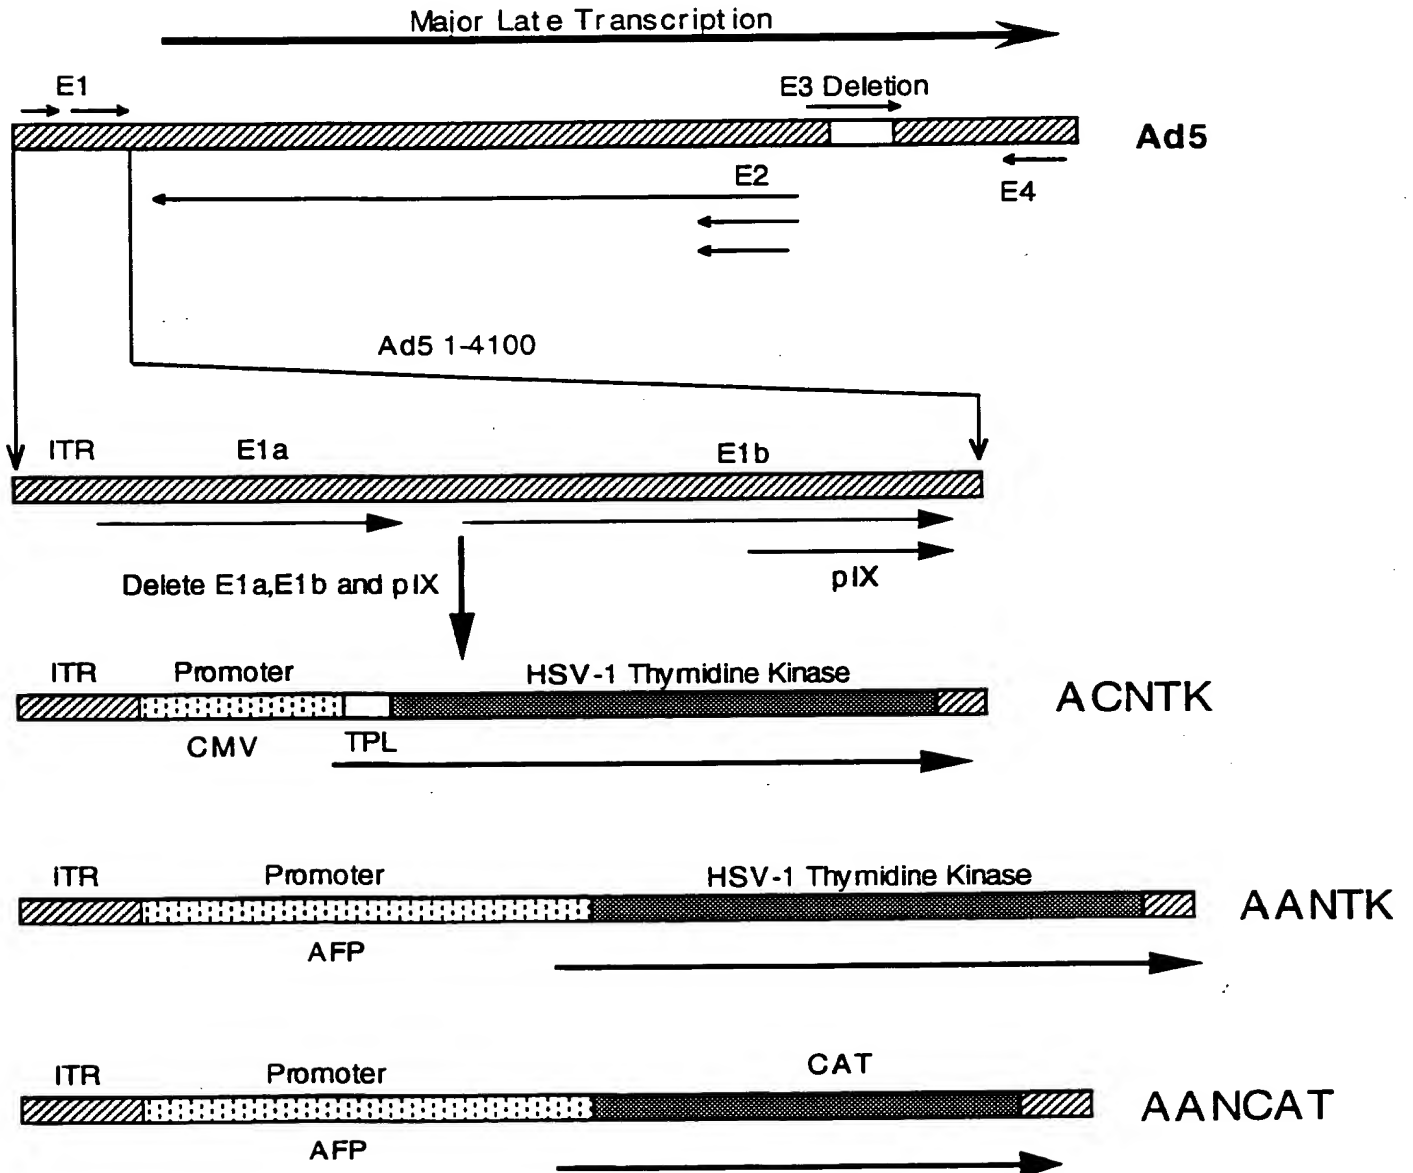 Major Late Transcription
E1
E3 Deletion
Ad5
E2
E4
Ad5 1-4100
ITR
E1a
E1b
Delete E1a,E1b and pIX
pIX
ITR
Promoter
HSV-1 Thymidine Kinase
ACNTK
CMV
TPL
ITR
Promoter
HSV-1 Thymidine Kinase
AANTK
AFP
ITR
Promoter
CAT
AANCAT
AFP